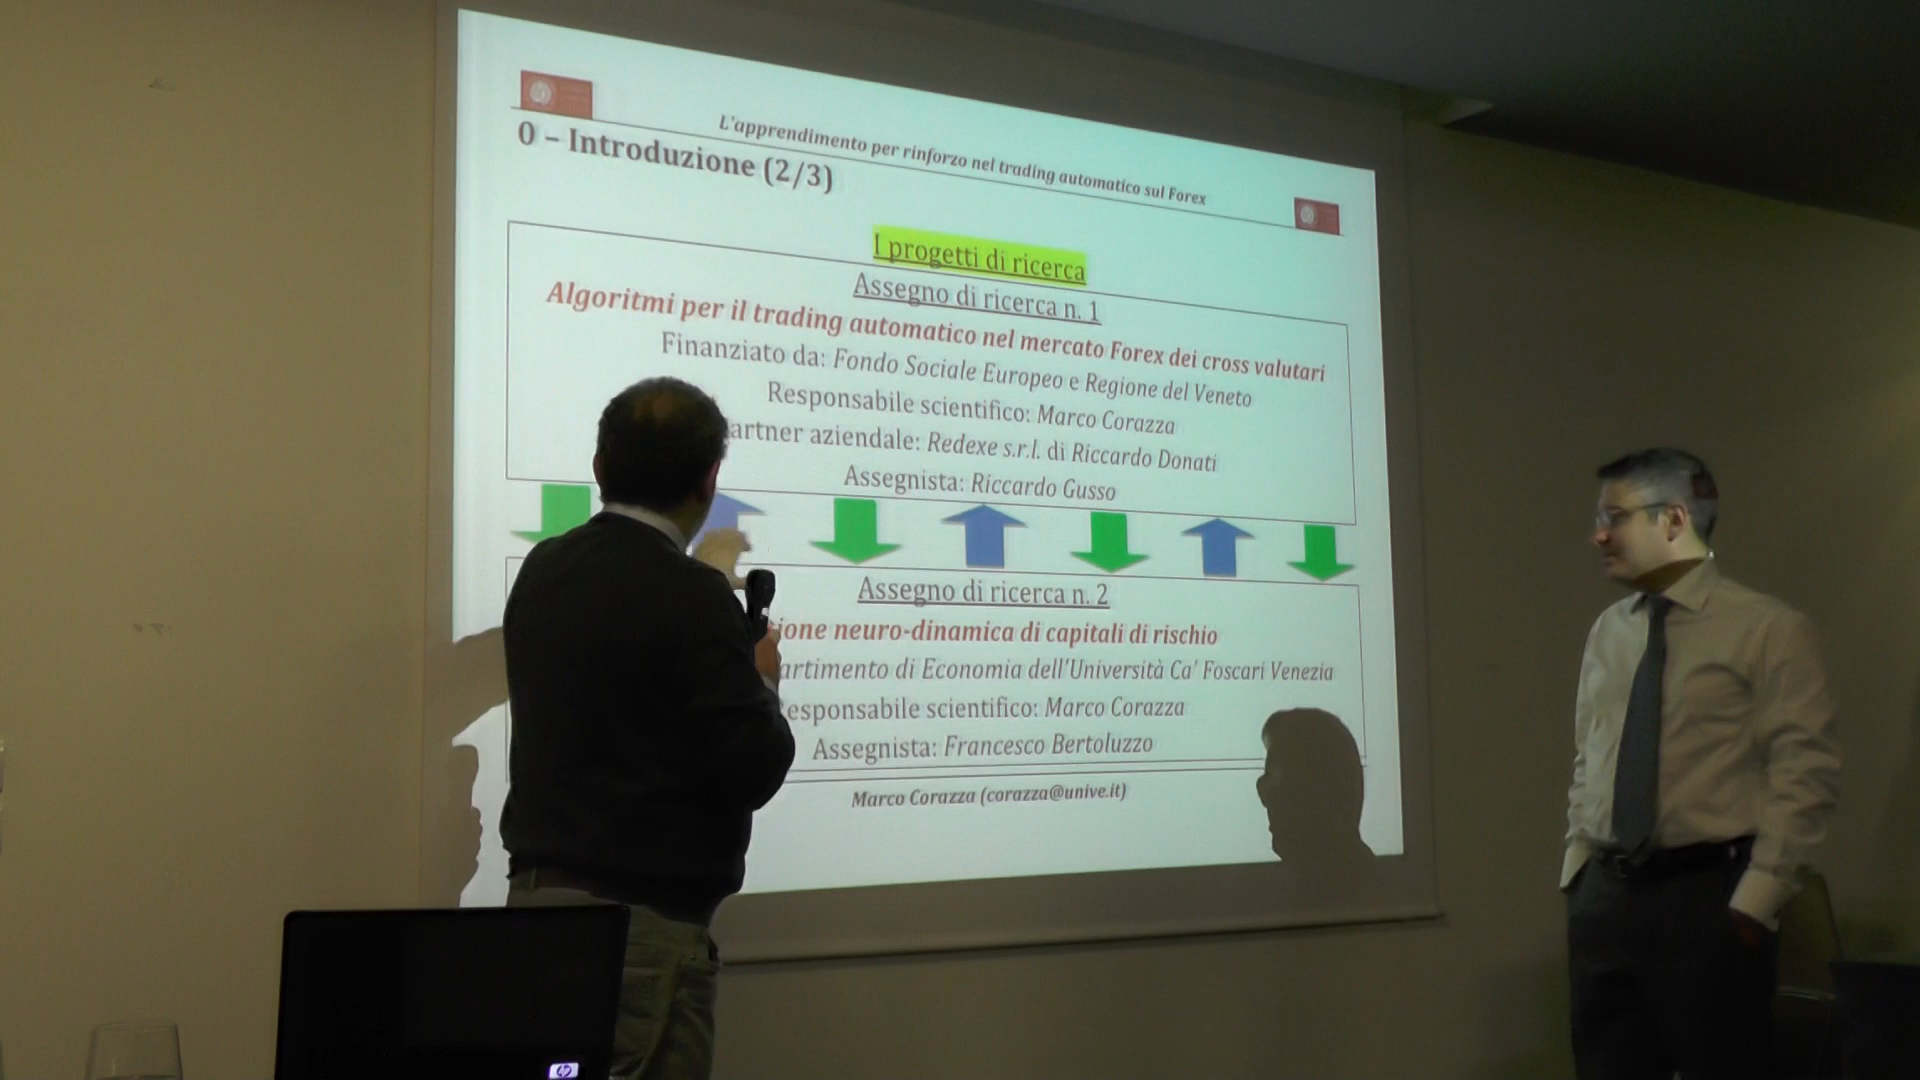 L'apprendimento per rinforzo nel trading automatico sul Forex
0 – Introduzione (2/3)
I progetti di ricerca
Assegno di ricerca n. 1
Algoritmi per il trading automatico nel mercato Forex dei cross valutari
Finanziato da: Fondo Sociale Europeo e Regione del Veneto
Responsabile scientifico: Marco Corazza
artner aziendale: Redexe s.r.l. di Riccardo Donati
Assegnista: Riccardo Gusso
Assegno di ricerca n. 2
ione neuro-dinamica di capitali di rischio
artimento di Economia dell'Università Ca' Foscari Venezia
esponsabile scientifico: Marco Corazza
Assegnista: Francesco Bertoluzzo
Marco Corazza (corazza@unive.it)
hp